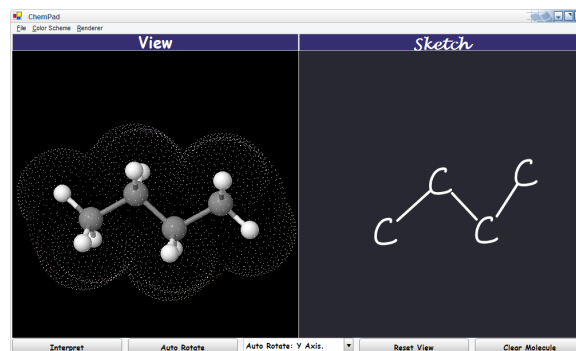 ChemPad
File Color Scheme Renderer
View Sketch
C
C
C
C
Interpret Auto Rotate Auto Rotate: Y Axis. Reset View Clear Molecule